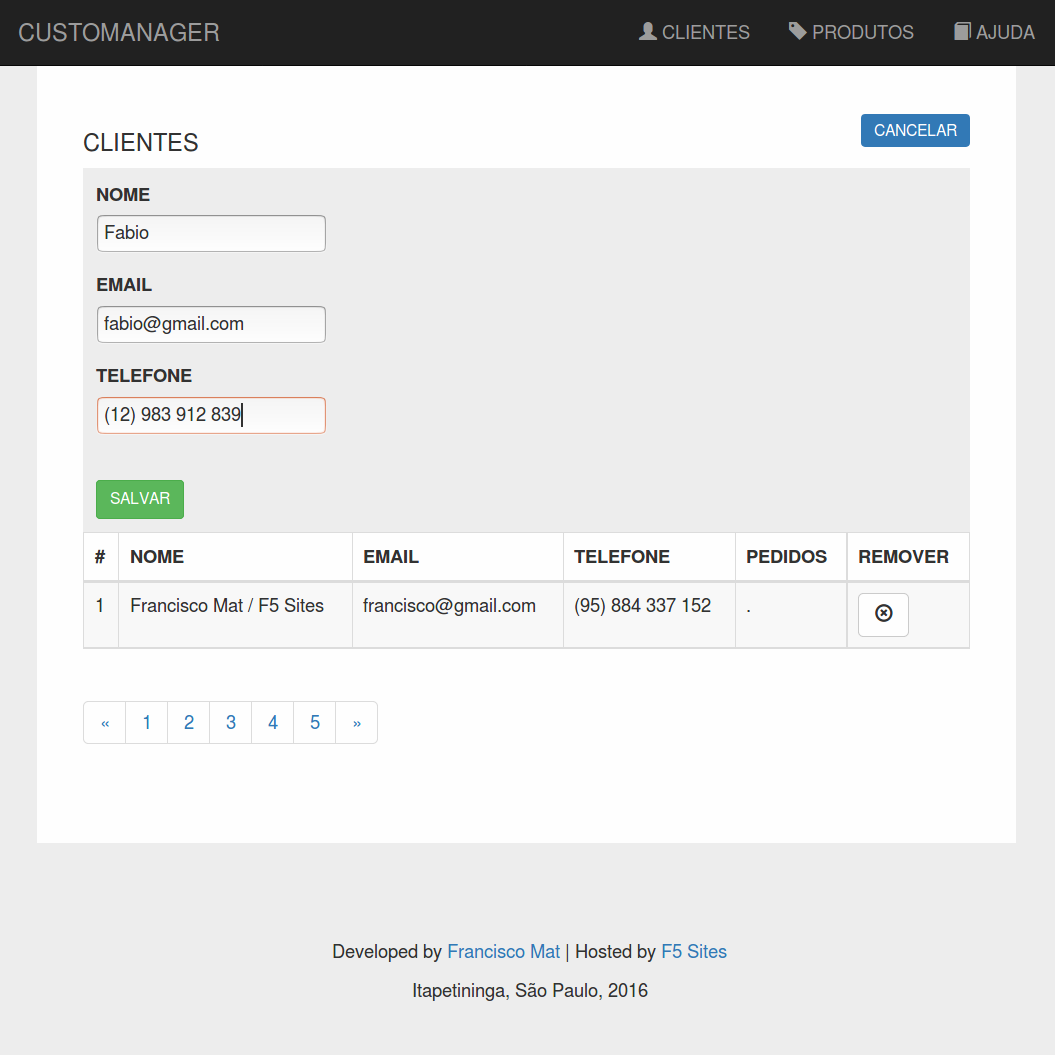 CUSTOMANAGER CLIENTES PRODUTOS AJUDA
CLIENTES CANCELAR
NOME
Fabio
EMAIL
fabio@gmail.com
TELEFONE
(12) 983 912 839
SALVAR
# NOME EMAIL TELEFONE PEDIDOS REMOVER
1 Francisco Mat / F5 Sites francisco@gmail.com (95) 884 337 152 .
« 1 2 3 4 5 »
Developed by Francisco Mat | Hosted by F5 Sites
Itapetininga, São Paulo, 2016